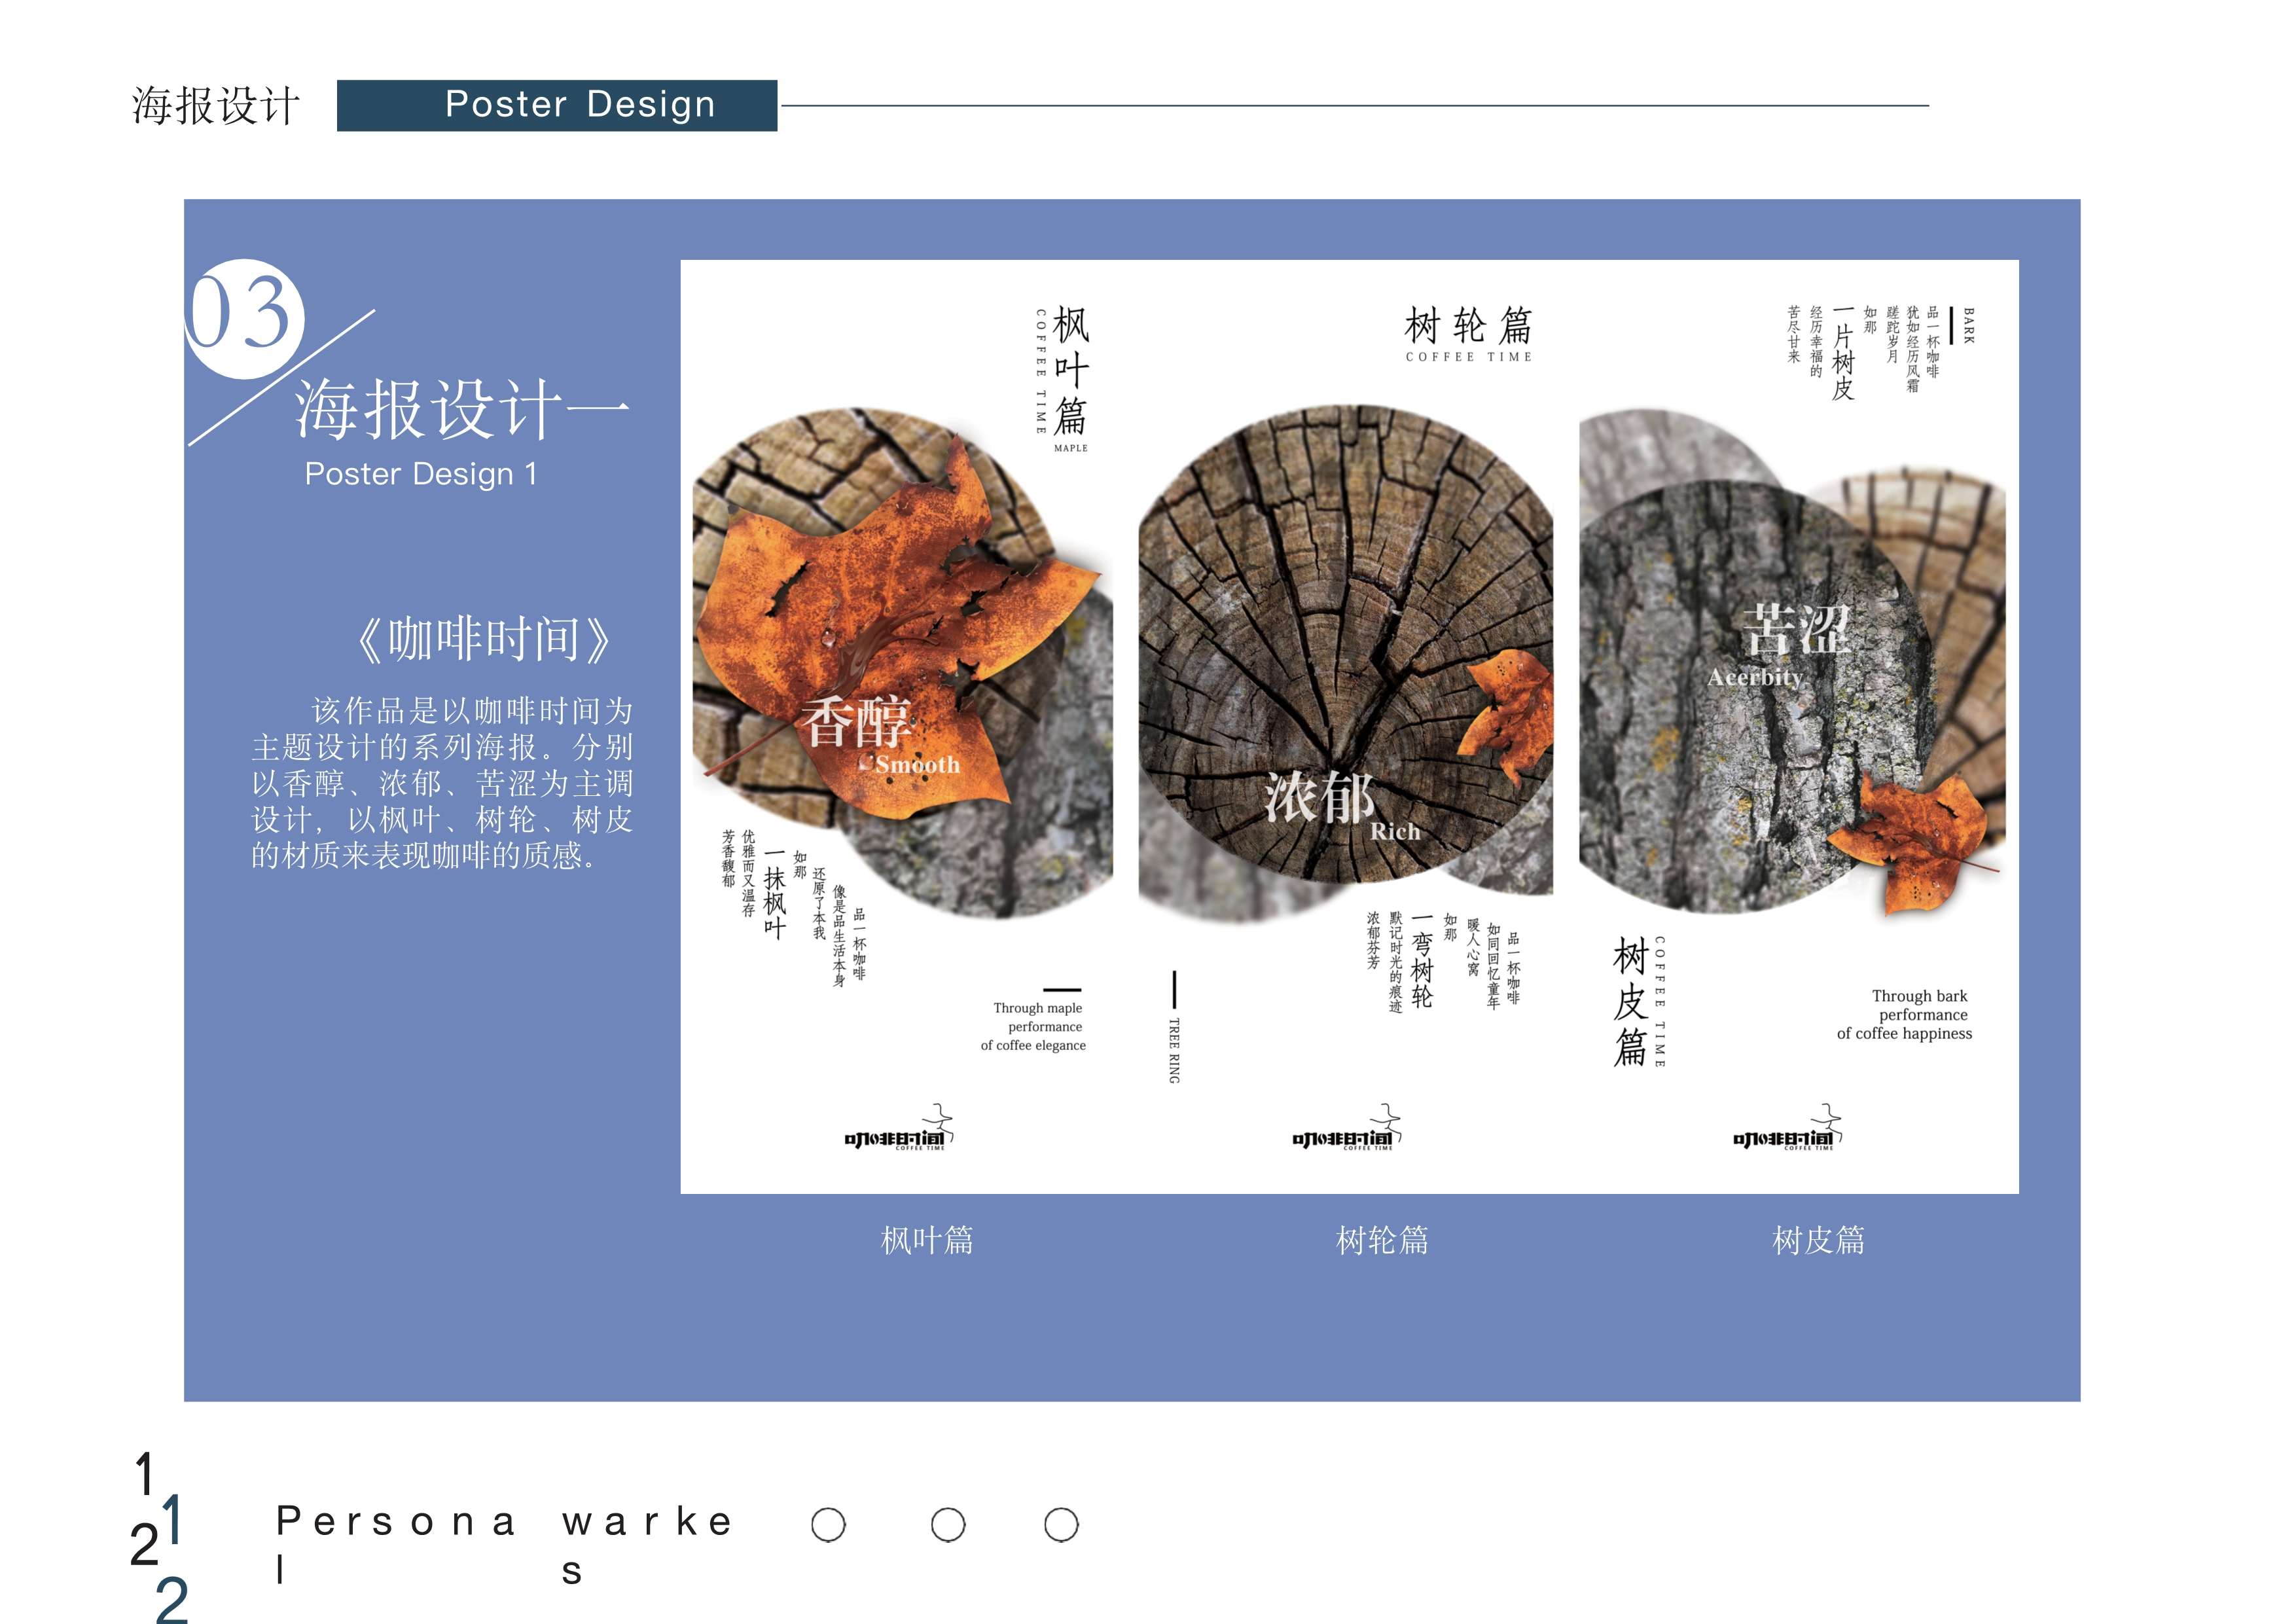 海报设计
Poster Design
03
海报设计一
Poster Design 1
《咖啡时间》
该作品是以咖啡时间为
主题设计的系列海报。分别
以香醇、浓郁、苦涩为主调
设计，以枫叶、树轮、树皮
的材质来表现咖啡的质感。
枫叶篇
COFFEE TIME
MAPLE
香醇
Smooth
品一杯咖啡
像是品生活本身
还原了本我
如那
一抹枫叶
优雅而又温存
芳香馥郁
Through maple
performance
of coffee elegance
咖啡时间
COFFEE TIME
树轮篇
COFFEE TIME
浓郁
Rich
品一杯咖啡
如同回忆童年
暖人心窝
如那
一弯树轮
默记时光的痕迹
浓郁芬芳
TREE RING
咖啡时间
COFFEE TIME
BARK
品一杯咖啡
犹如经历风霜
蹉跎岁月
如那
一片树皮
经历幸福的
苦尽甘来
苦涩
Acerbity
树皮篇
COFFEE TIME
Through bark
performance
of coffee happiness
咖啡时间
COFFEE TIME
枫叶篇
树轮篇
树皮篇
1
1
2
2
Persona warke
l s